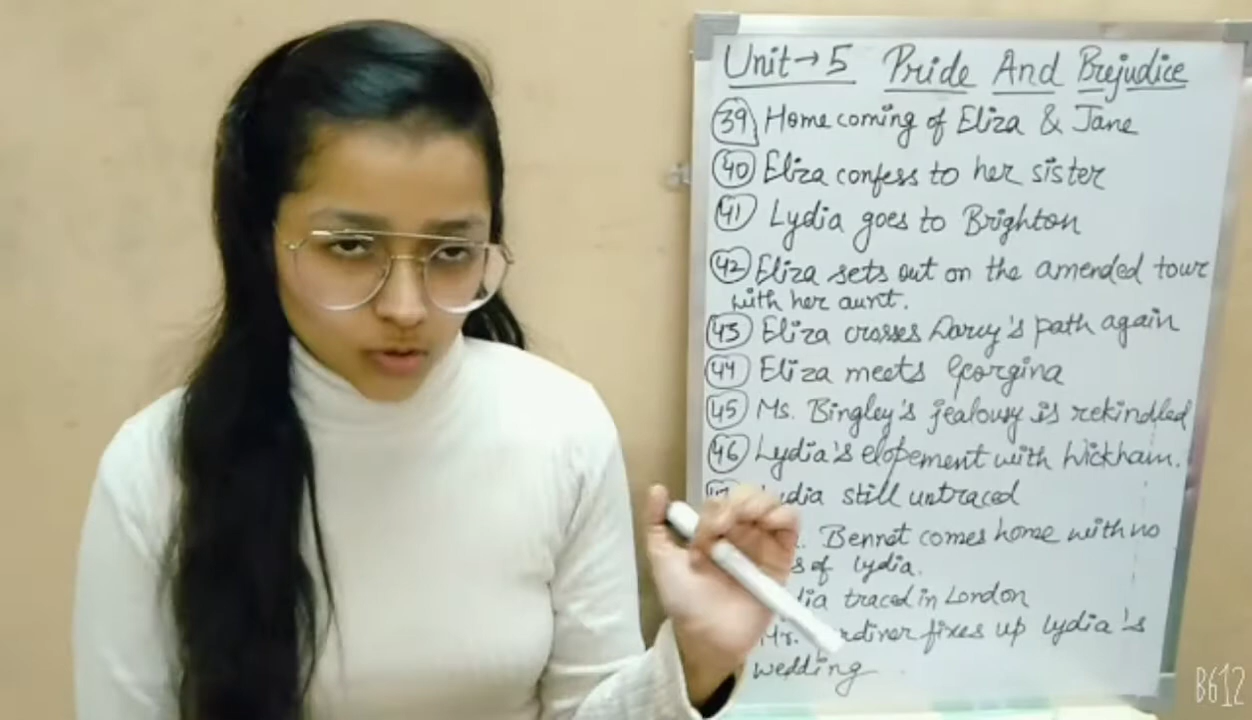 Unit→5 Pride And Prejudice
39 Homecoming of Eliza & Jane
40 Eliza confess to her sister
41 Lydia goes to Brighton
42 Eliza sets out on the amended tour
with her aunt.
43 Eliza crosses Darcy's path again
44 Eliza meets Georgina
45 Ms. Bingley's jealousy is rekindled
46 Lydia's elopement with Wickham.
still untraced
Bennet comes home with no
of lydia.
traced in London
Mr. fixes up lydia's
wedding
B612